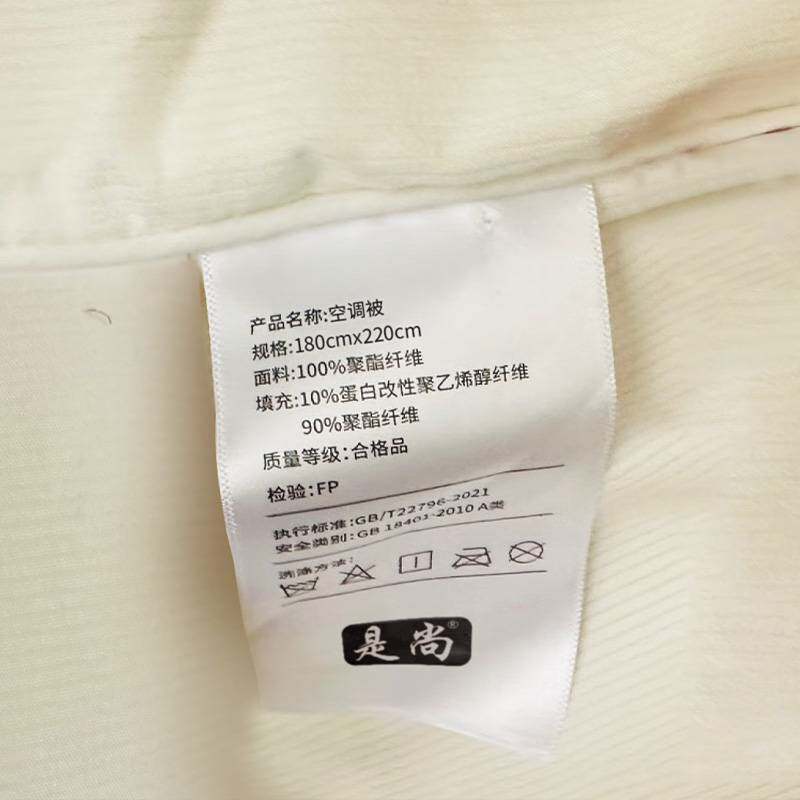 产品名称:空调被
规格:180cmx220cm
面料:100%聚酯纤维
填充:10%蛋白改性聚乙烯醇纤维
90%聚酯纤维
质量等级:合格品
检验:FP
执行标准:GB/T22796-2021
安全类别:GB 18401-2010 A类
洗涤方法:
是尚®